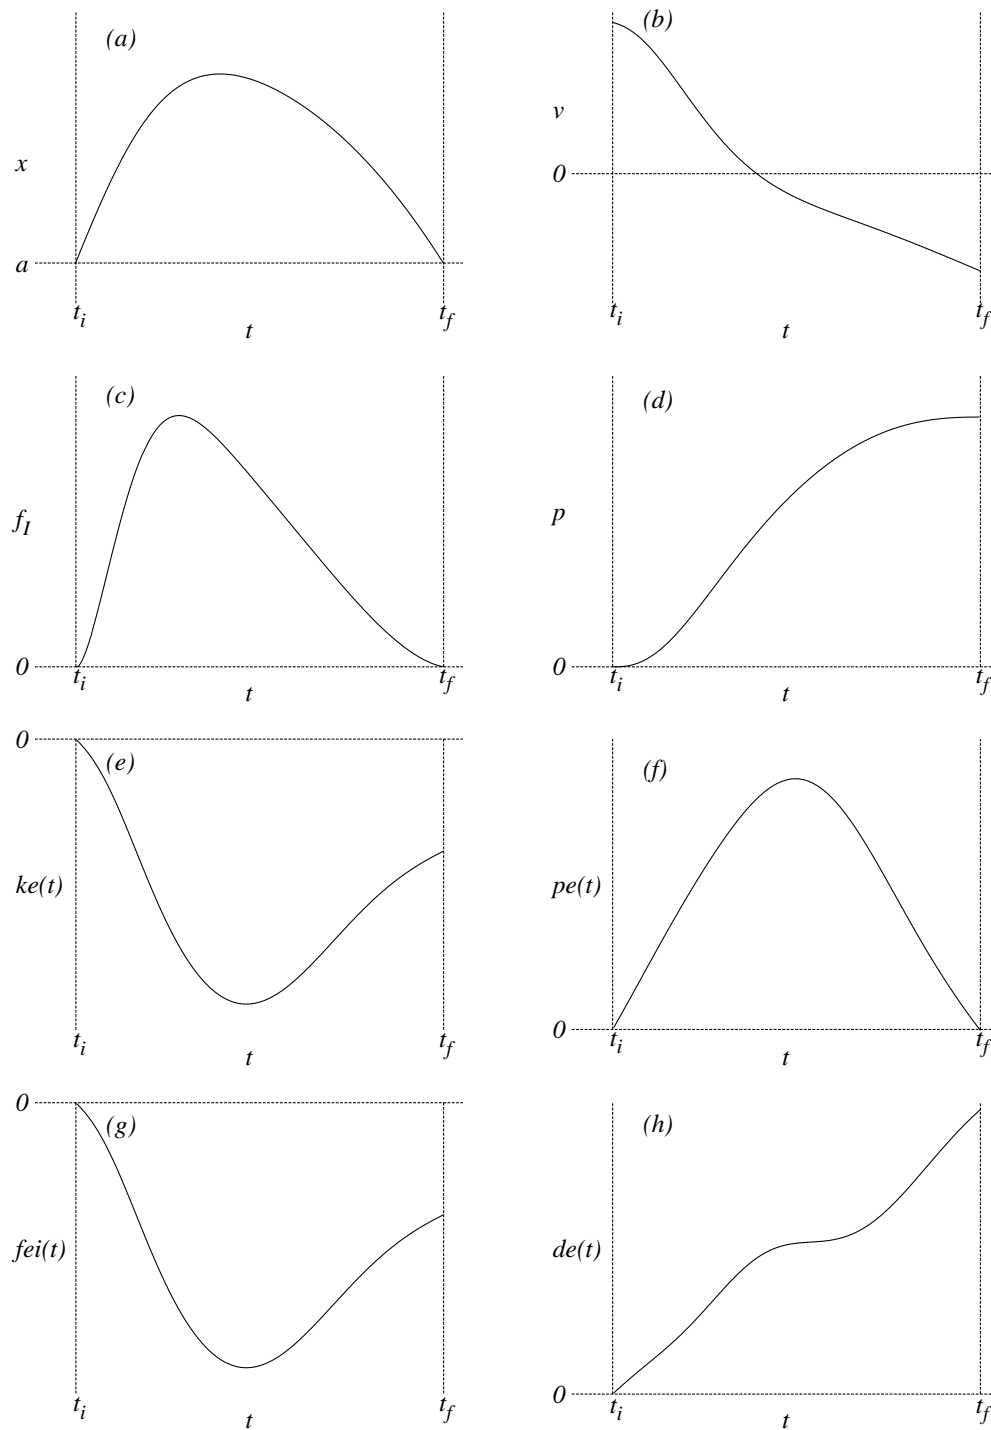 (a)
x
a
t_i
t
t_f
(b)
v
0
t_i
t
t_f
(c)
f_I
0
t_i
t
t_f
(d)
p
0
t_i
t
t_f
0
(e)
ke(t)
t_i
t
t_f
(f)
pe(t)
0
t_i
t
t_f
0
(g)
fei(t)
t_i
t
t_f
(h)
de(t)
0
t_i
t
t_f